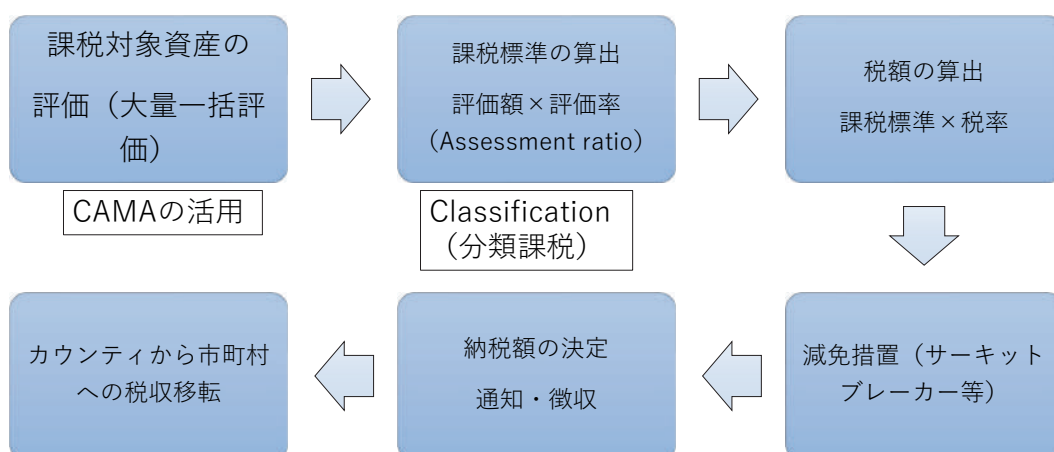 課税対象資産の
評価（大量一括評
価）
CAMAの活用
課税標準の算出
評価額×評価率
（Assessment ratio）
Classification
（分類課税）
税額の算出
課税標準×税率
減免措置（サーキット
ブレーカー等）
納税額の決定
通知・徴収
カウンティから市町村
への税収移転